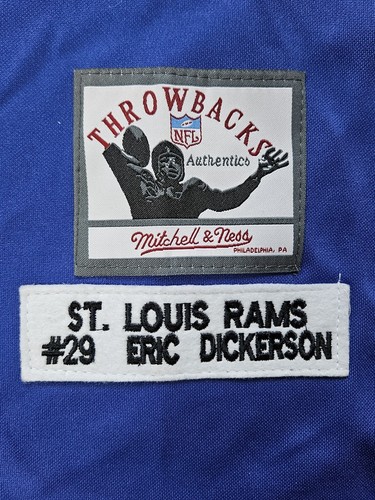 THROWBACKS
NFL
Authentics
Mitchell & Ness
PHILADELPHIA, PA
ST. LOUIS RAMS
#29 ERIC DICKERSON